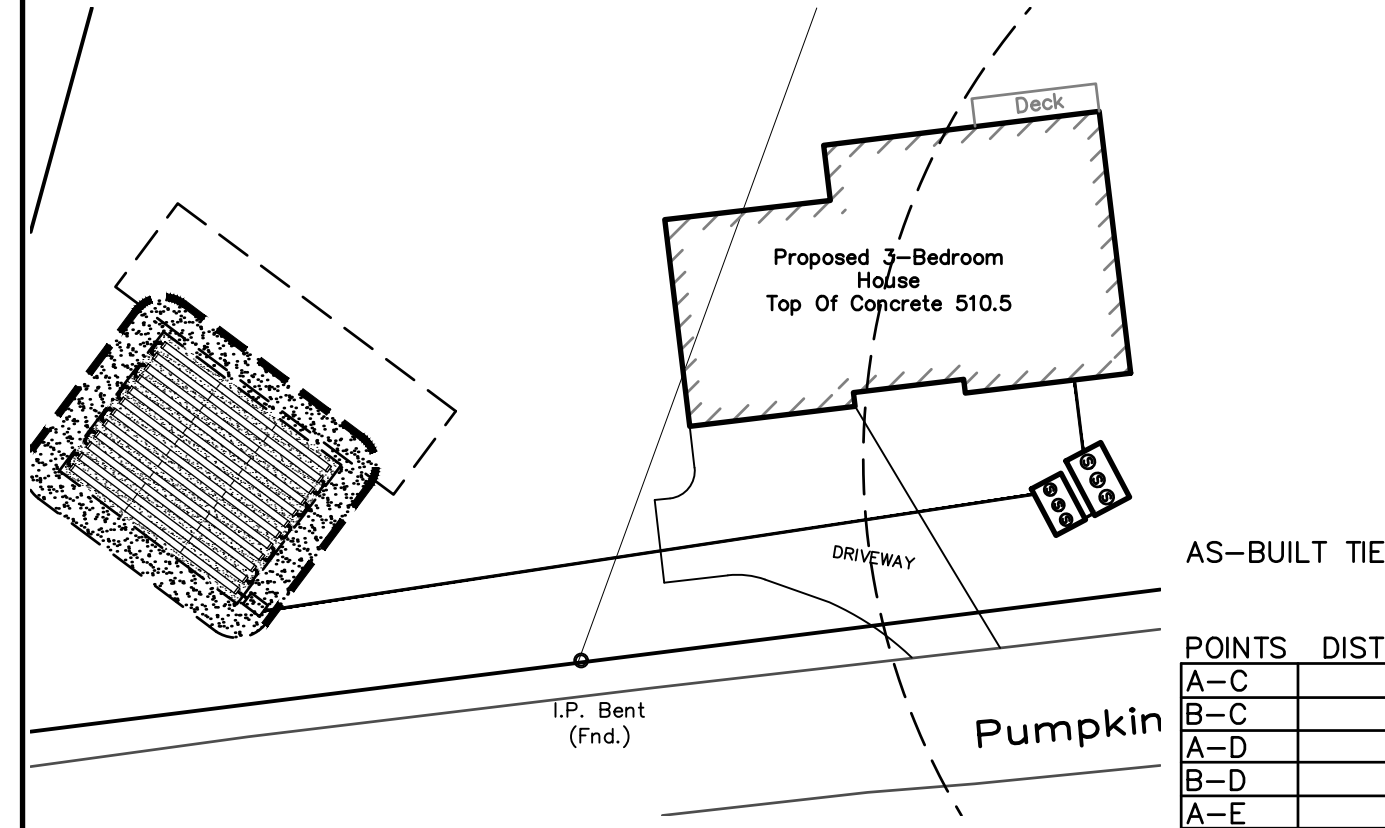 Deck
Proposed 3-Bedroom
House
Top Of Concrete 510.5
S
S
S
S
S
S
DRIVEWAY
I.P. Bent
(Fnd.)
Pumpkin
AS-BUILT TIE
POINTS DIST
A-C
B-C
A-D
B-D
A-E